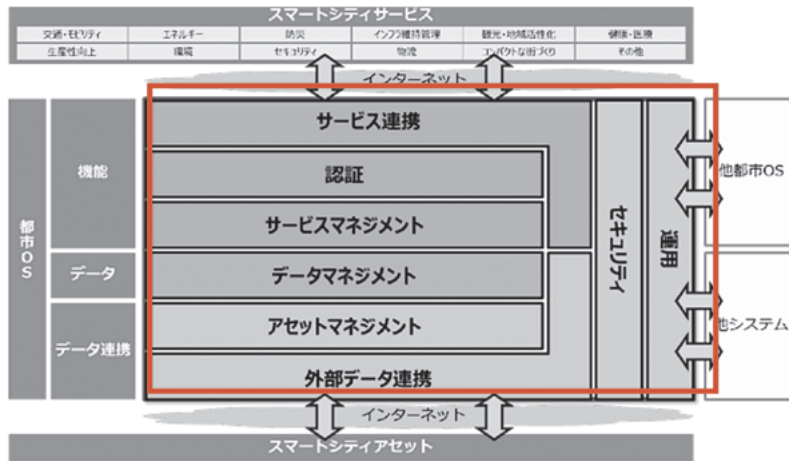 スマートシティサービス
交通・モビリティ エネルギー 防災 インフラ維持管理 観光・地域活性化 健康・医療
生産性向上 環境 セキュリティ 物流 コンパクトな街づくり その他
インターネット
都市OS
機能
サービス連携
認証
サービスマネジメント
データ
データマネジメント
データ連携
アセットマネジメント
外部データ連携
セキュリティ
運用
他都市OS
他システム
インターネット
スマートシティアセット